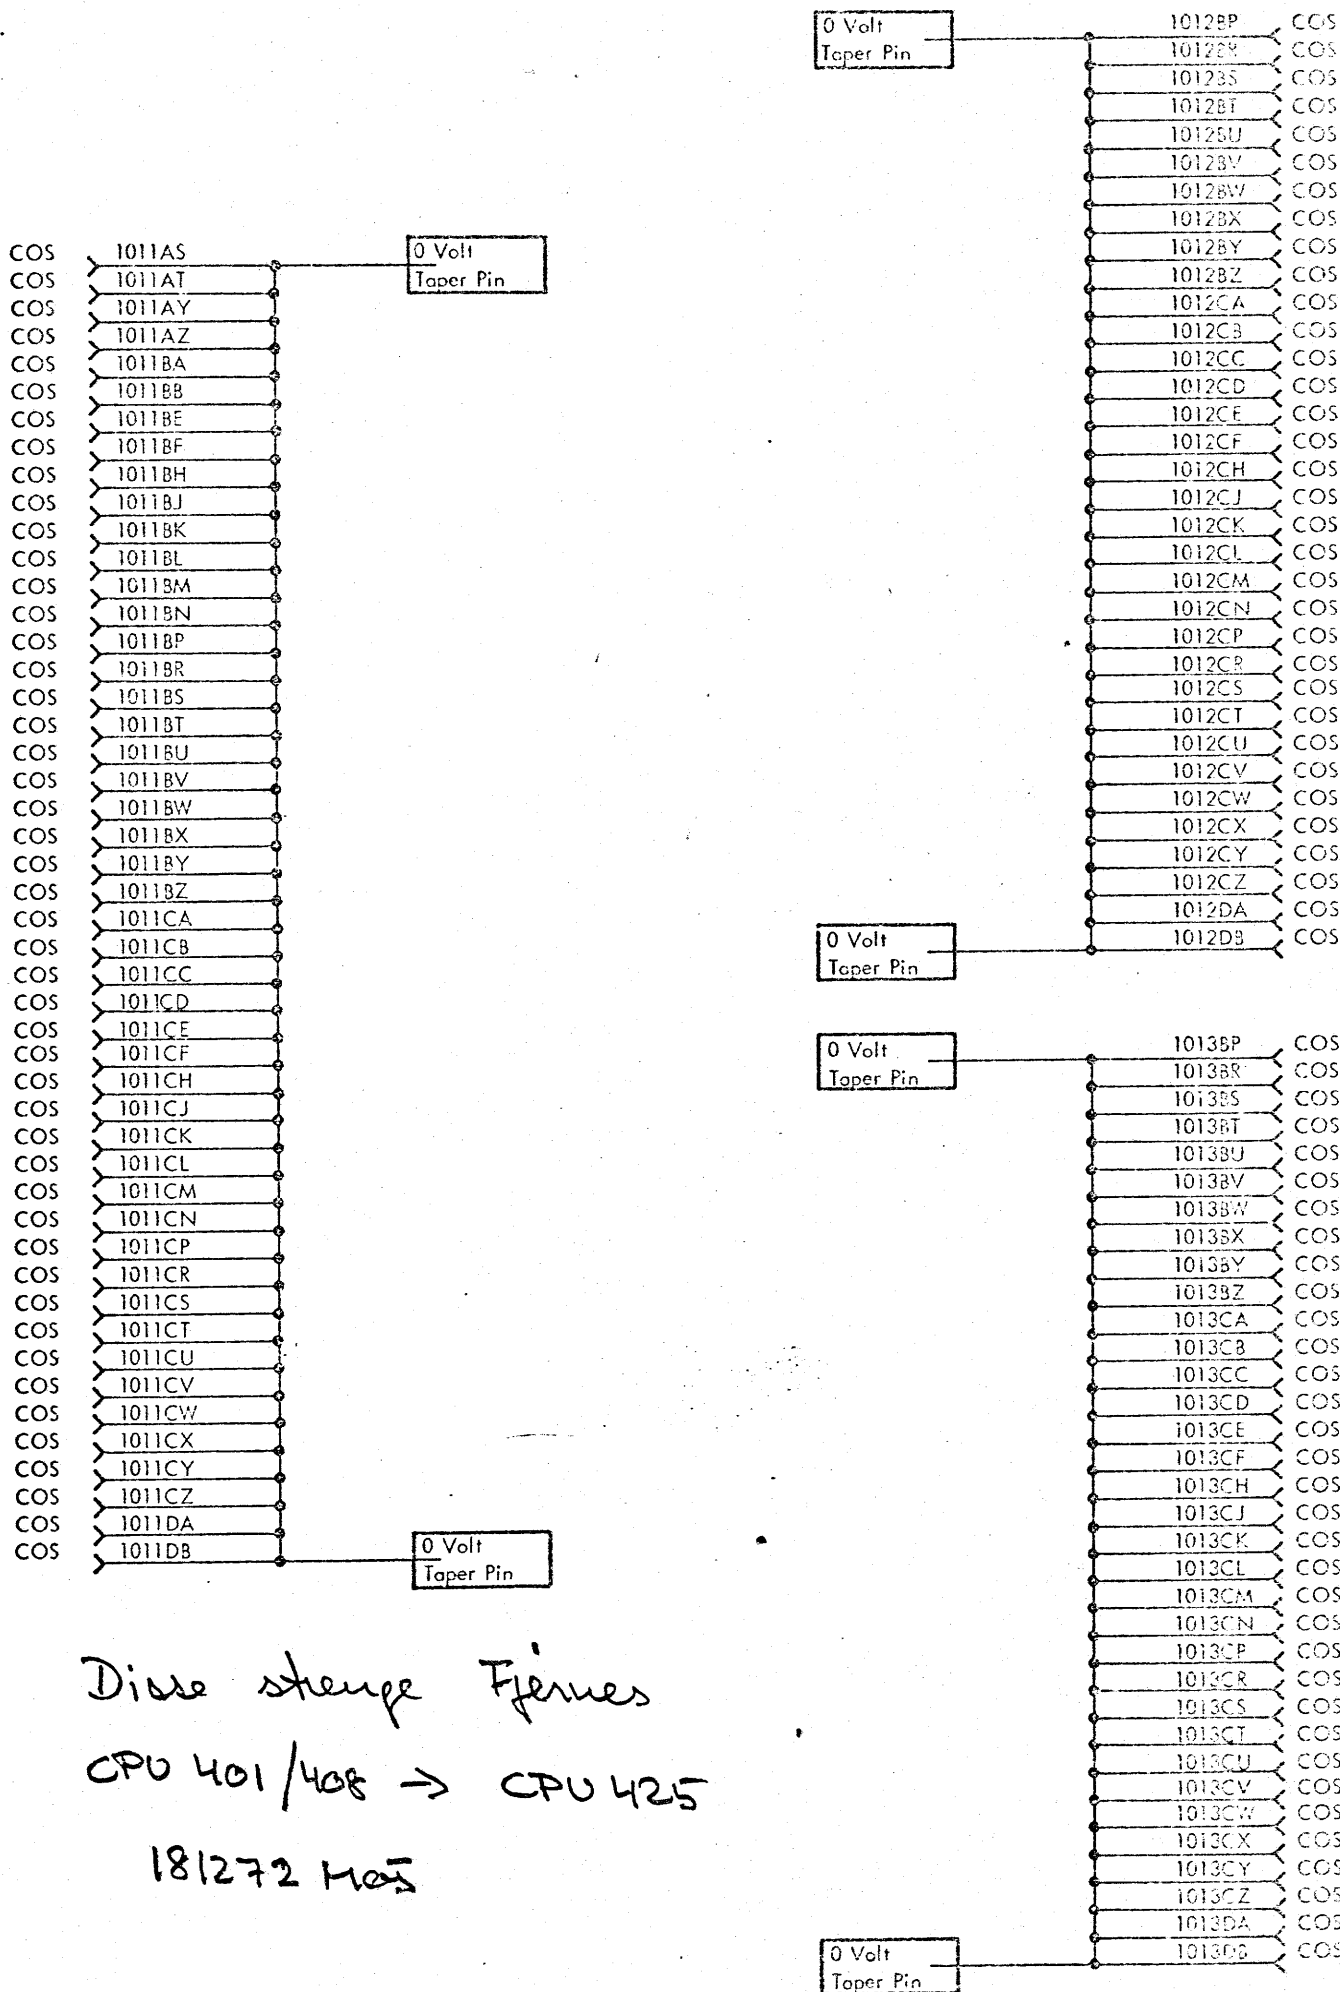 COS 1011AS
COS 1011AT
COS 1011AY
COS 1011AZ
COS 1011BA
COS 1011BB
COS 1011BE
COS 1011BF
COS 1011BH
COS 1011BJ
COS 1011BK
COS 1011BL
COS 1011BM
COS 1011BN
COS 1011BP
COS 1011BR
COS 1011BS
COS 1011BT
COS 1011BU
COS 1011BV
COS 1011BW
COS 1011BX
COS 1011BY
COS 1011BZ
COS 1011CA
COS 1011CB
COS 1011CC
COS 1011CD
COS 1011CE
COS 1011CF
COS 1011CH
COS 1011CJ
COS 1011CK
COS 1011CL
COS 1011CM
COS 1011CN
COS 1011CP
COS 1011CR
COS 1011CS
COS 1011CT
COS 1011CU
COS 1011CV
COS 1011CW
COS 1011CX
COS 1011CY
COS 1011CZ
COS 1011DA
COS 1011DB
0 Volt
Taper Pin
0 Volt
Taper Pin
Disse strenge Fjernes
CPU 401/408 → CPU 425
181272
0 Volt
Taper Pin
1012BP COS
1012BR COS
1012BS COS
1012BT COS
1012BU COS
1012BV COS
1012BW COS
1012BX COS
1012BY COS
1012BZ COS
1012CA COS
1012CB COS
1012CC COS
1012CD COS
1012CE COS
1012CF COS
1012CH COS
1012CJ COS
1012CK COS
1012CL COS
1012CM COS
1012CN COS
1012CP COS
1012CR COS
1012CS COS
1012CT COS
1012CU COS
1012CV COS
1012CW COS
1012CX COS
1012CY COS
1012CZ COS
1012DA COS
1012DB COS
0 Volt
Taper Pin
0 Volt
Taper Pin
1013BP COS
1013BR COS
1013BS COS
1013BT COS
1013BU COS
1013BV COS
1013BW COS
1013BX COS
1013BY COS
1013BZ COS
1013CA COS
1013CB COS
1013CC COS
1013CD COS
1013CE COS
1013CF COS
1013CH COS
1013CJ COS
1013CK COS
1013CL COS
1013CM COS
1013CN COS
1013CP COS
1013CR COS
1013CS COS
1013CT COS
1013CU COS
1013CV COS
1013CW COS
1013CX COS
1013CY COS
1013CZ COS
1013DA COS
1013DB COS
0 Volt
Taper Pin